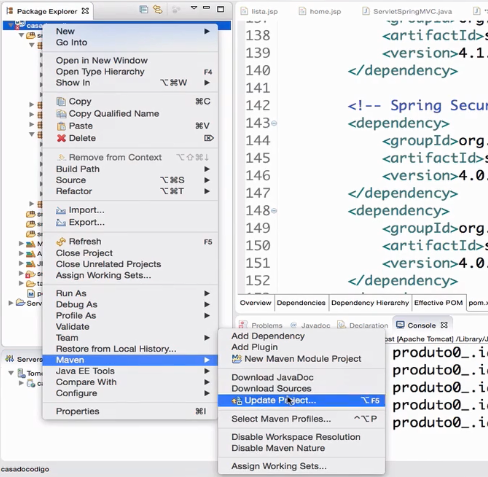 Package Explorer
lista.jsp
home.jsp
ServletSpringMVC.java
casadocodigo
New
Go Into
Open in New Window
Open Type Hierarchy F4
Show In ⌥⌘W
Copy ⌘C
Copy Qualified Name
Paste ⌘V
Delete ⌦
Remove from Context ⌥⇧⌘↓
Build Path
Source ⌥⌘S
Refactor ⌥⌘T
Import...
Export...
Refresh F5
Close Project
Close Unrelated Projects
Assign Working Sets...
Run As
Debug As
Profile As
Validate
Team
Restore from Local History...
Maven
Java EE Tools
Compare With
Configure
Properties ⌘I
138 <artifactId>s
139 <version>4.1.
140 </dependency>
141
142 <!-- Spring Secu
143 <dependency>
144 <groupId>org.
145 <artifactId>s
146 <version>4.0.
147 </dependency>
148 <dependency>
149 <groupId>org.
150 <artifactId>s
151 <version>4.0.
152 </dependency>
Overview Dependencies Dependency Hierarchy Effective POM pom.x
Problems Javadoc Declaration Console
Add Dependency
Add Plugin
New Maven Module Project
Download JavaDoc
Download Sources
Update Project... ⌥F5
Select Maven Profiles... ^⌥P
Disable Workspace Resolution
Disable Maven Nature
Assign Working Sets...
[Apache Tomcat] /Library/J
produto0_.i
produto0_.i
produto0_.i
produto0_.i
Servers
casadocodigo